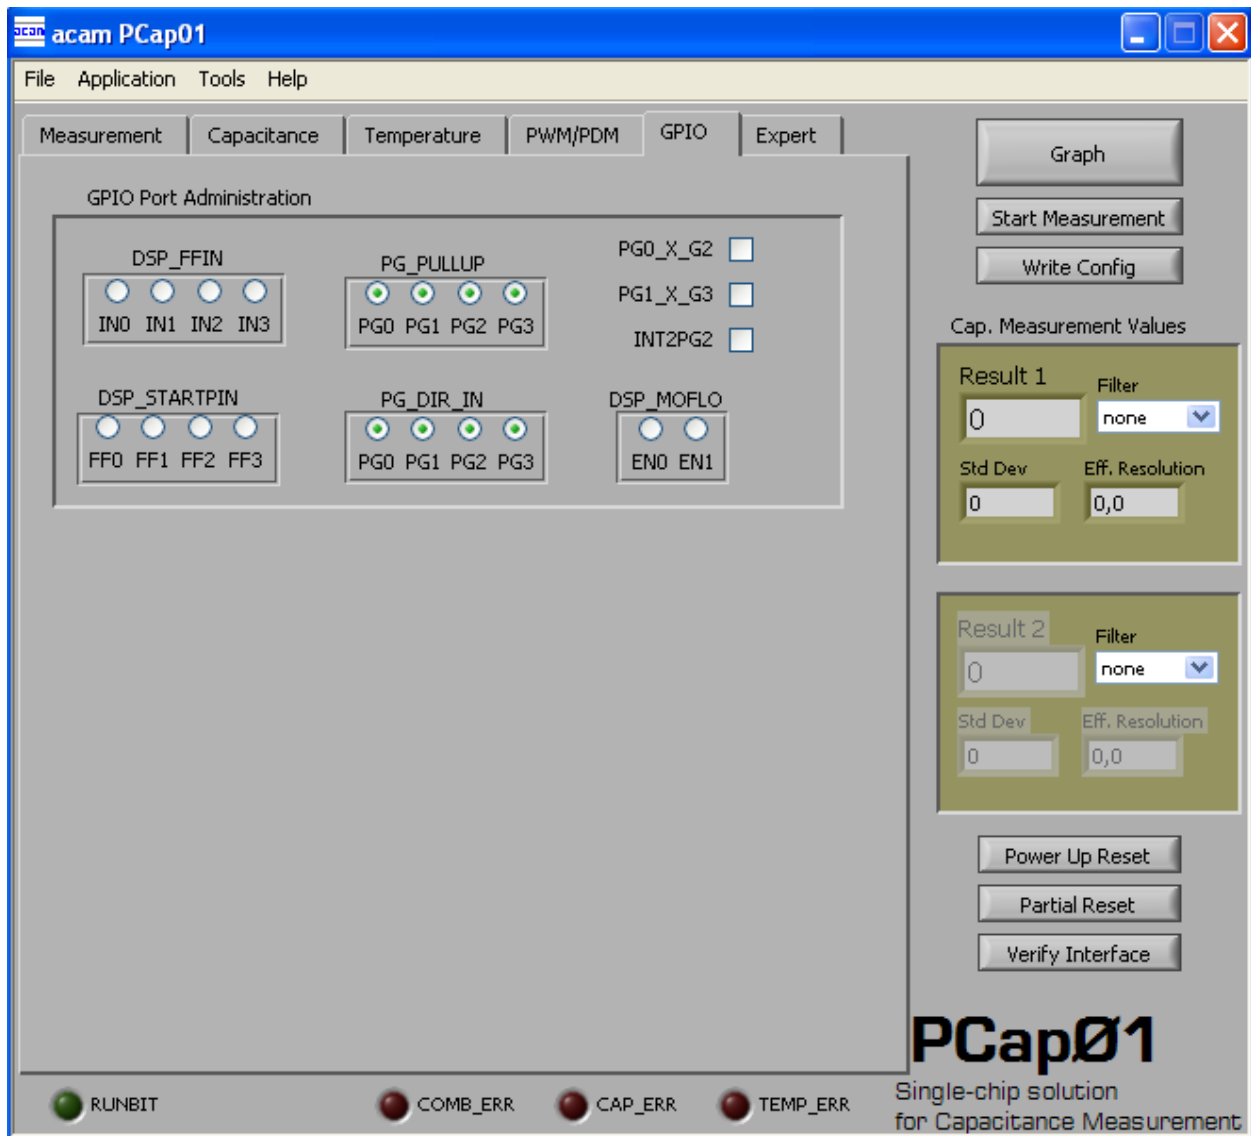 acam acam PCap01
File Application Tools Help
Measurement Capacitance Temperature PWM/PDM GPIO Expert
GPIO Port Administration
DSP_FFIN
IN0 IN1 IN2 IN3
PG_PULLUP
PG0 PG1 PG2 PG3
PG0_X_G2
PG1_X_G3
INT2PG2
DSP_STARTPIN
FF0 FF1 FF2 FF3
PG_DIR_IN
PG0 PG1 PG2 PG3
DSP_MOFLO
EN0 EN1
Graph
Start Measurement
Write Config
Cap. Measurement Values
Result 1 Filter
0 none
Std Dev Eff. Resolution
0 0,0
Result 2 Filter
0 none
Std Dev Eff. Resolution
0 0,0
Power Up Reset
Partial Reset
Verify Interface
PCapØ1
Single-chip solution
for Capacitance Measurement
RUNBIT COMB_ERR CAP_ERR TEMP_ERR